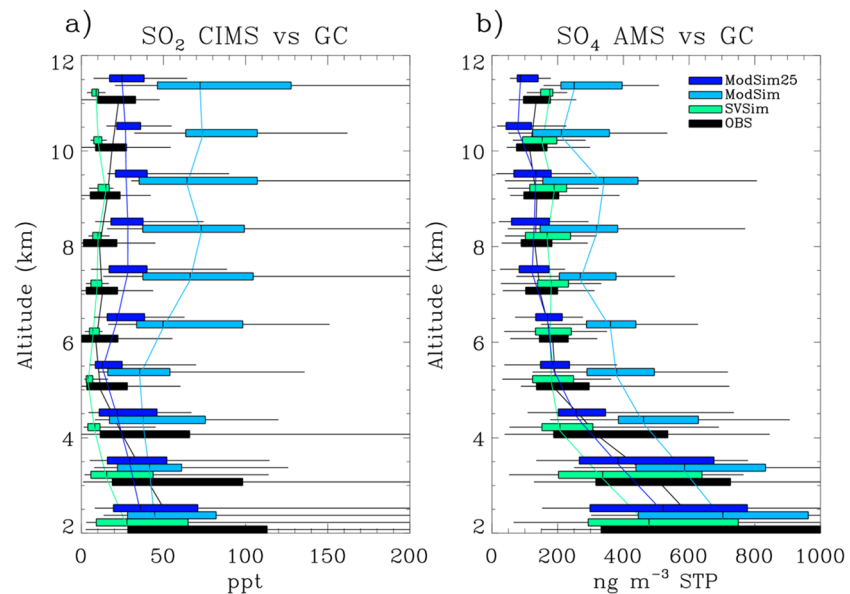 a) SO2 CIMS vs GC
12
10
8
6
4
2
Altitude (km)
0 50 100 150 200
ppt
b) SO4 AMS vs GC
ModSim25
ModSim
SVSim
OBS
12
10
8
6
4
2
Altitude (km)
0 200 400 600 800 1000
ng m−3 STP